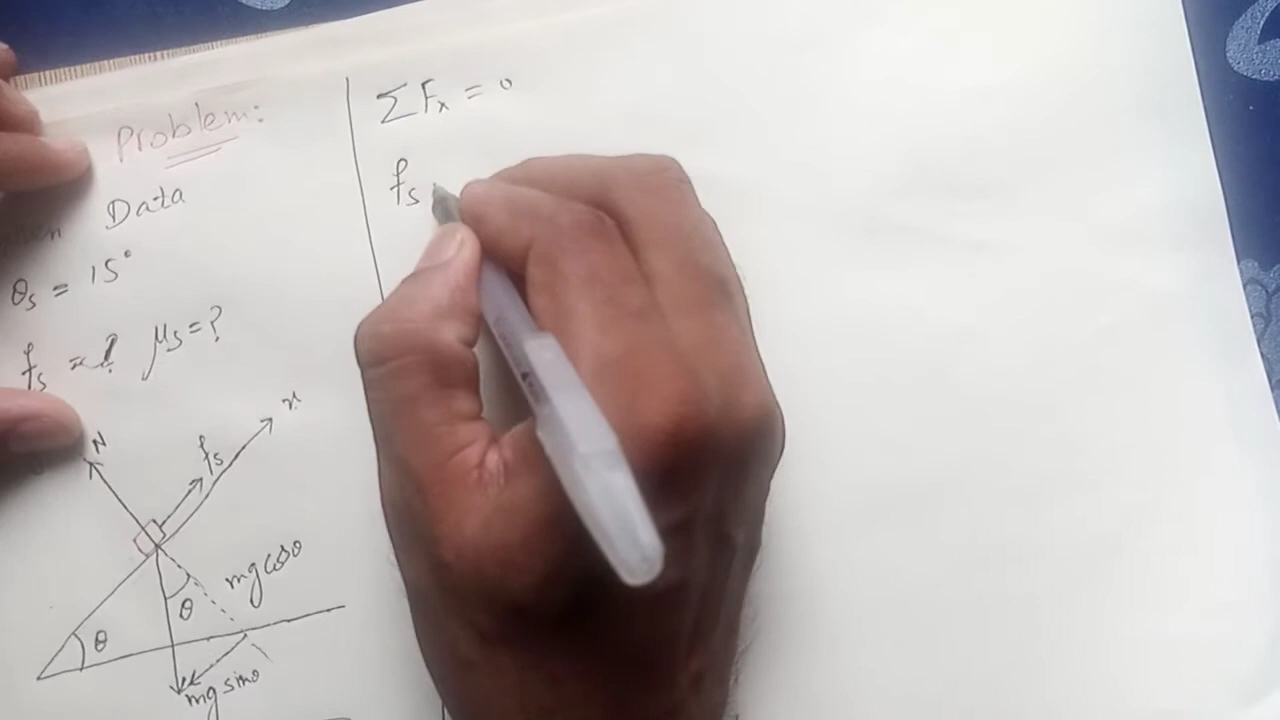 Problem:
Data
θs = 15°
fs = ? μs = ?
N
fs
x
mg cosθ
θ
θ
mg sinθ
ΣFx = 0
fs